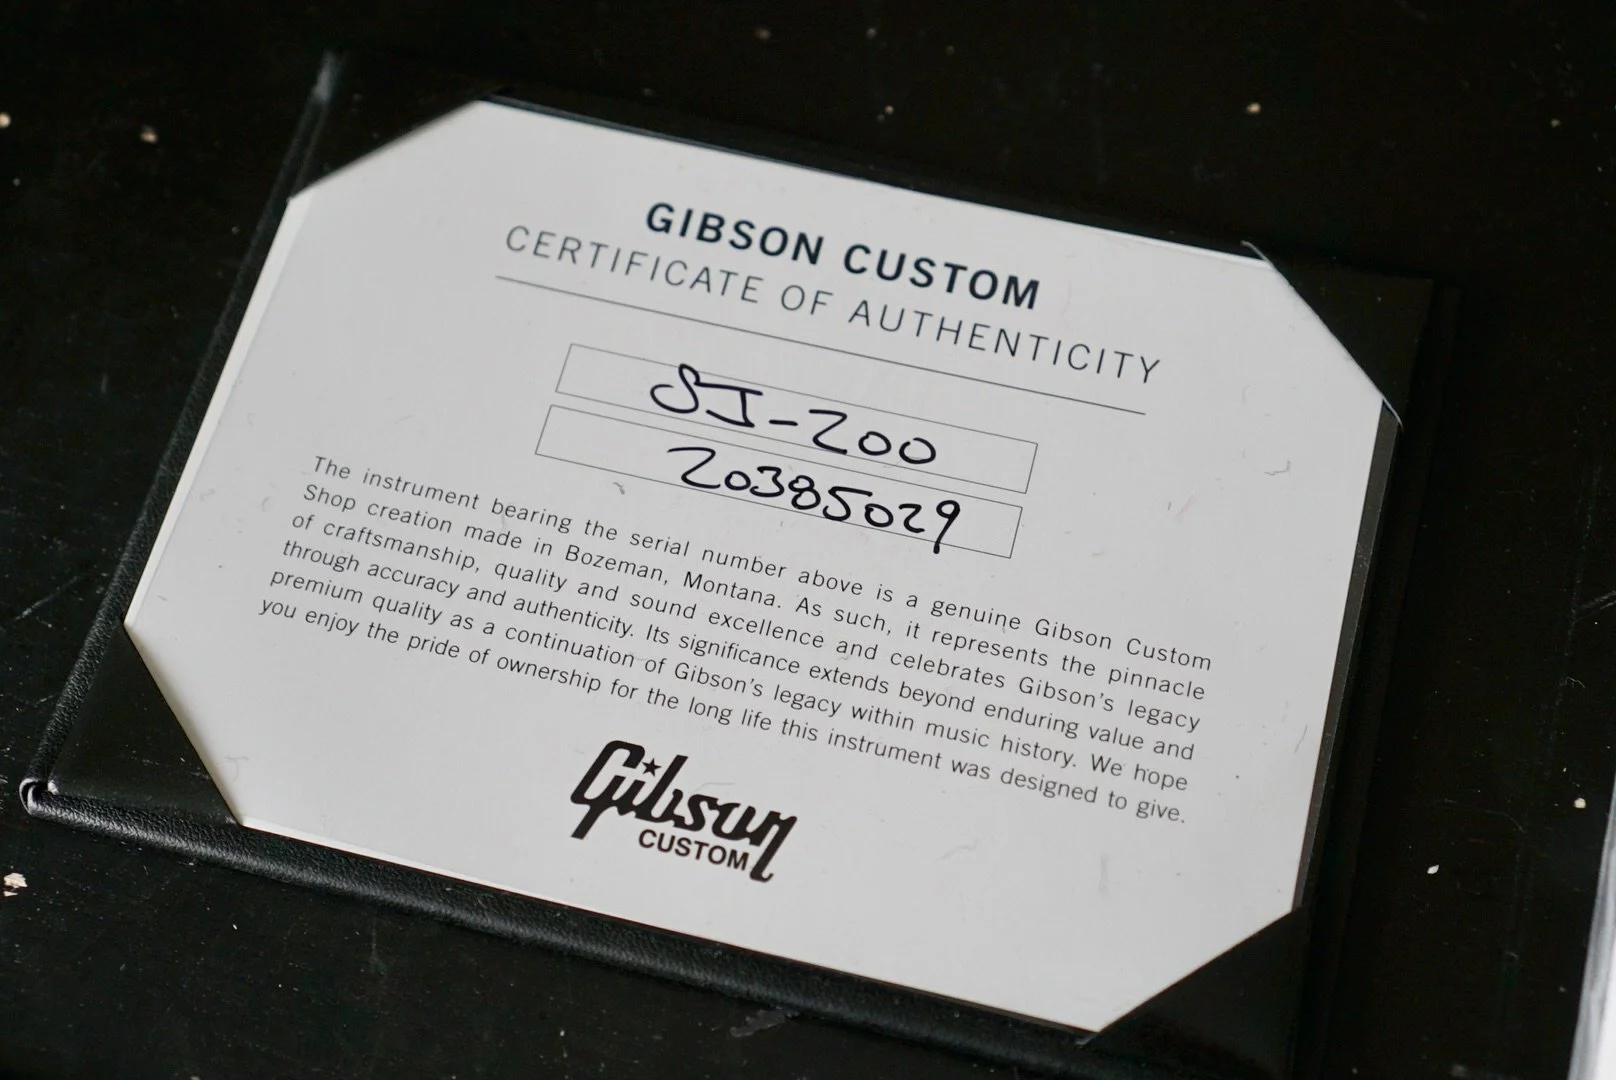 GIBSON CUSTOM
CERTIFICATE OF AUTHENTICITY
SJ-200
20385029
The instrument bearing the serial number above is a genuine Gibson Custom
Shop creation made in Bozeman, Montana. As such, it represents the pinnacle
of craftsmanship, quality and sound excellence and celebrates Gibson's legacy
through accuracy and authenticity. Its significance extends beyond enduring value and
premium quality as a continuation of Gibson's legacy within music history. We hope
you enjoy the pride of ownership for the long life this instrument was designed to give.
Gibson
CUSTOM